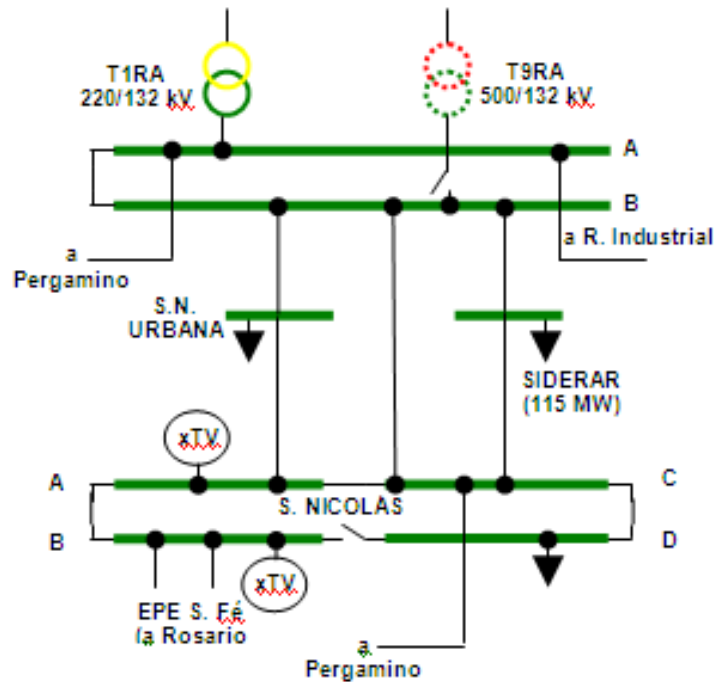 T1RA
220/132 kV
T9RA
500/132 kV
A
B
a
Pergamino
a R. Industrial
S.N.
URBANA
SIDERAR
(115 MW)
xTV
A
C
S. NICOLAS
B
D
xTV
EPE S. Fé
(a Rosario
a
Pergamino